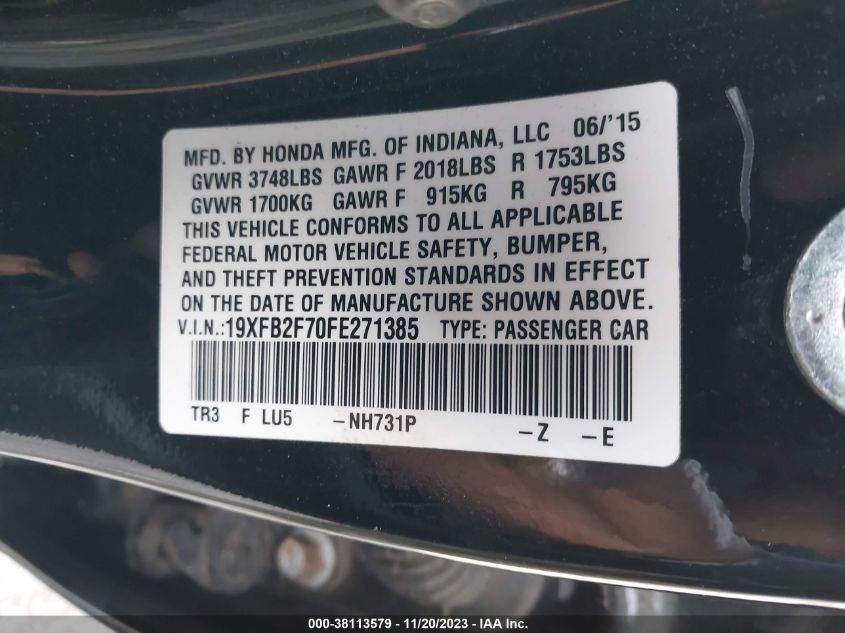 MFD. BY HONDA MFG. OF INDIANA, LLC 06/'15
GVWR 3748LBS GAWR F 2018LBS R 1753LBS
GVWR 1700KG GAWR F 915KG R 795KG
THIS VEHICLE CONFORMS TO ALL APPLICABLE
FEDERAL MOTOR VEHICLE SAFETY, BUMPER,
AND THEFT PREVENTION STANDARDS IN EFFECT
ON THE DATE OF MANUFACTURE SHOWN ABOVE.
V.I.N.:19XFB2F70FE271385 TYPE: PASSENGER CAR
TR3 F LU5 -NH731P -Z -E
000-38113579 - 11/20/2023 - IAA Inc.